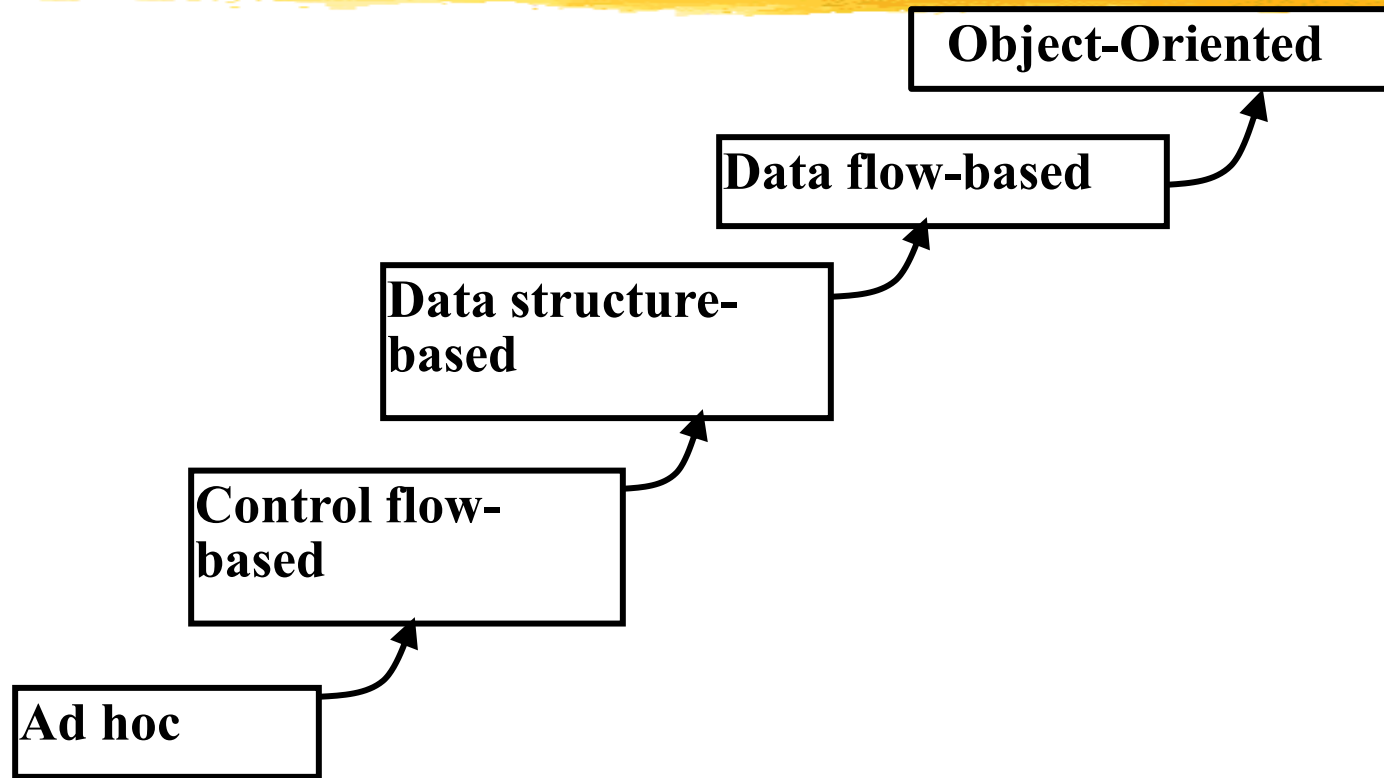 Object-Oriented
Data flow-based
Data structure-
based
Control flow-
based
Ad hoc